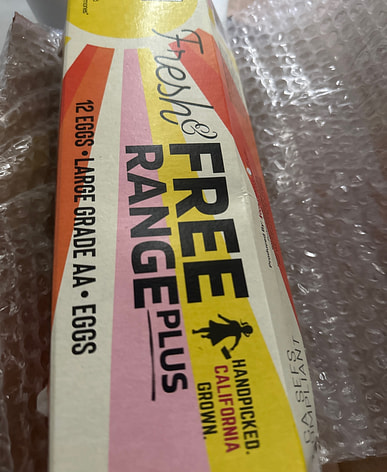 Fresh &
FREE
RANGE PLUS
HANDPICKED.
CALIFORNIA
GROWN.
12 EGGS • LARGE GRADE AA • EGGS